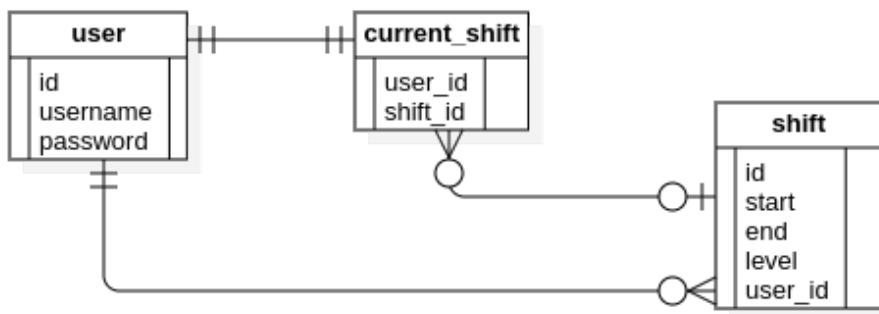 user
id
username
password
current_shift
user_id
shift_id
shift
id
start
end
level
user_id